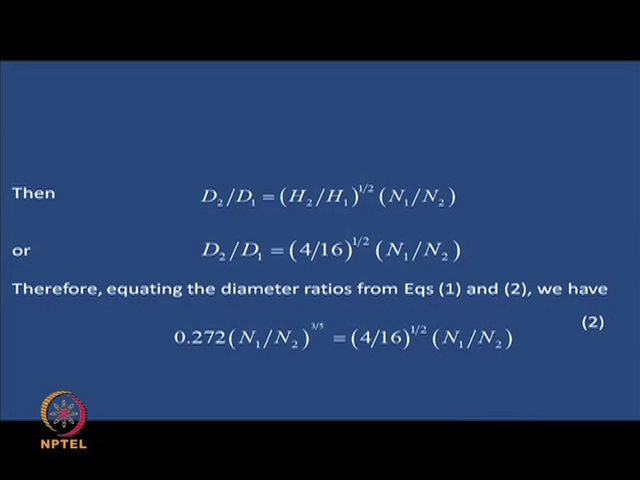 Then D₂/D₁ = (H₂/H₁)^1/2 (N₁/N₂)
or D₂/D₁ = (4/16)^1/2 (N₁/N₂)
Therefore, equating the diameter ratios from Eqs (1) and (2), we have
(2)
0.272(N₁/N₂)^3/5 = (4/16)^1/2 (N₁/N₂)
NPTEL